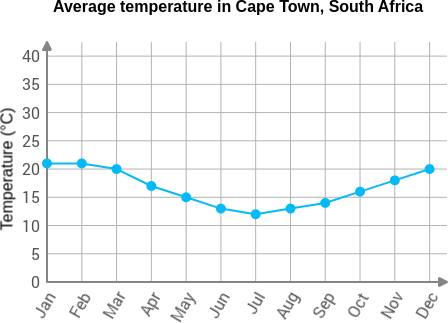 Average temperature in Cape Town, South Africa
Temperature (°C)
40
35
30
25
20
15
10
5
0
Jan
Feb
Mar
Apr
May
Jun
Jul
Aug
Sep
Oct
Nov
Dec